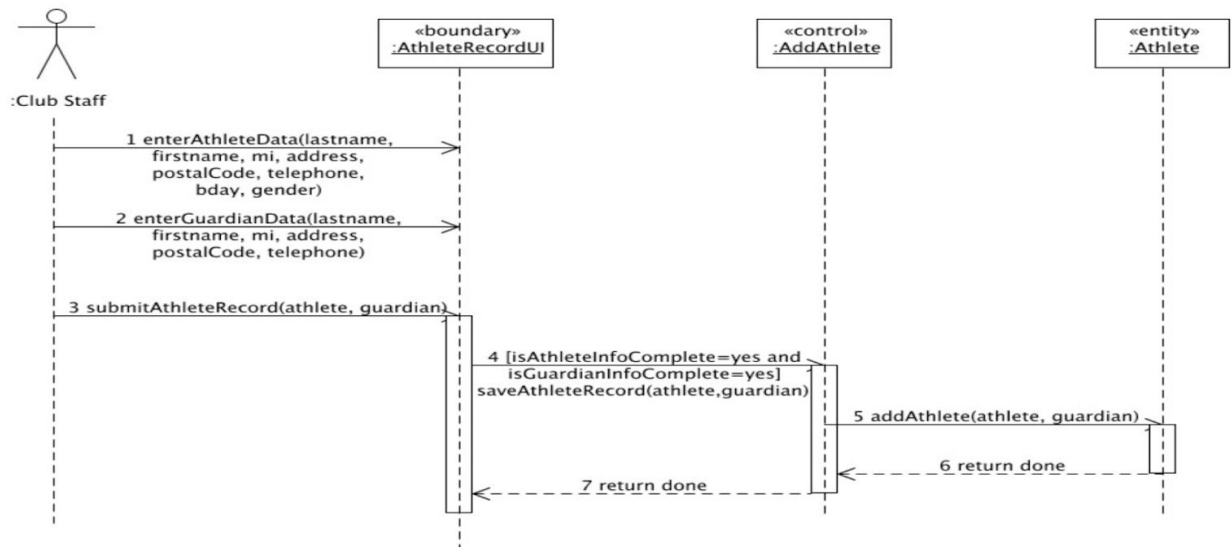 «boundary»
:AthleteRecordUI
«control»
:AddAthlete
«entity»
:Athlete
:Club Staff
1 enterAthleteData(lastname,
firstname, mi, address,
postalCode, telephone,
bday, gender)
2 enterGuardianData(lastname,
firstname, mi, address,
postalCode, telephone)
3 submitAthleteRecord(athlete, guardian)
4 [isAthleteInfoComplete=yes and
isGuardianInfoComplete=yes]
saveAthleteRecord(athlete,guardian)
5 addAthlete(athlete, guardian)
6 return done
7 return done